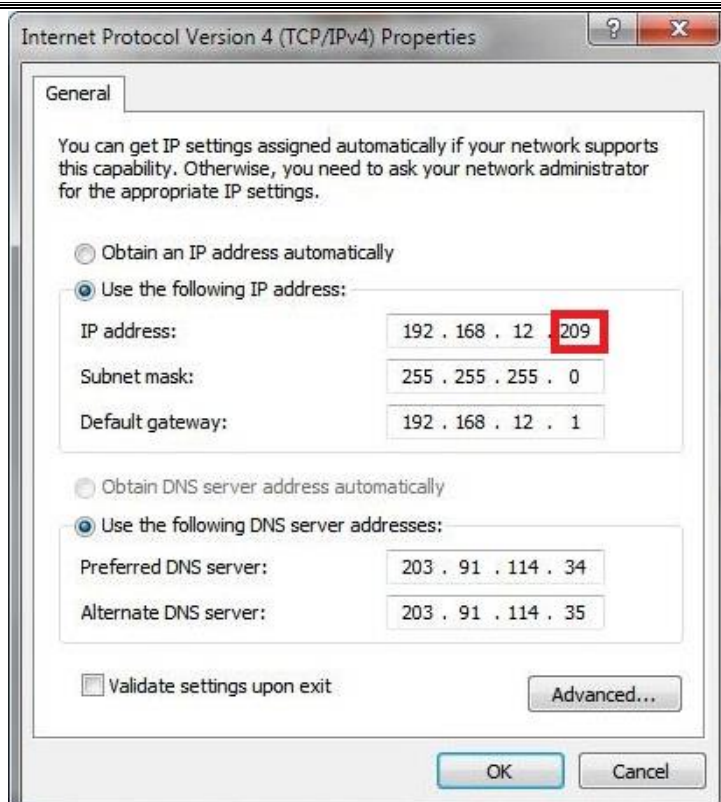 Internet Protocol Version 4 (TCP/IPv4) Properties
General
You can get IP settings assigned automatically if your network supports
this capability. Otherwise, you need to ask your network administrator
for the appropriate IP settings.
Obtain an IP address automatically
Use the following IP address:
IP address: 192 . 168 . 12 . 209
Subnet mask: 255 . 255 . 255 . 0
Default gateway: 192 . 168 . 12 . 1
Obtain DNS server address automatically
Use the following DNS server addresses:
Preferred DNS server: 203 . 91 . 114 . 34
Alternate DNS server: 203 . 91 . 114 . 35
Validate settings upon exit
Advanced...
OK Cancel